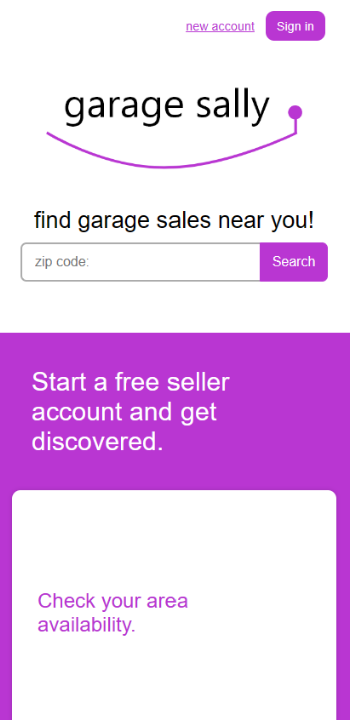 new account
Sign in
garage sally
find garage sales near you!
zip code:
Search
Start a free seller
account and get
discovered.
Check your area
availability.